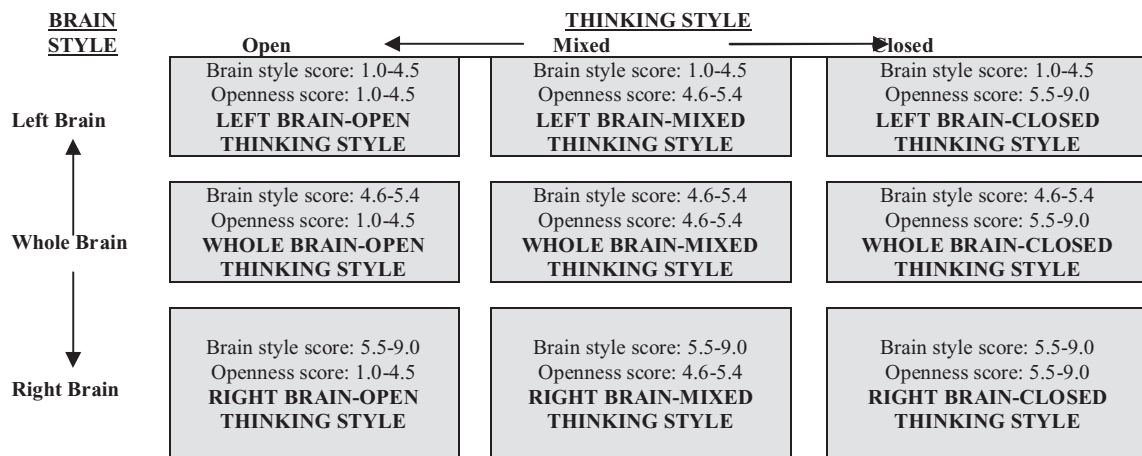 BRAIN
STYLE
THINKING STYLE
Open
Mixed
Closed
Brain style score: 1.0-4.5
Openness score: 1.0-4.5
LEFT BRAIN-OPEN
THINKING STYLE
Brain style score: 1.0-4.5
Openness score: 4.6-5.4
LEFT BRAIN-MIXED
THINKING STYLE
Brain style score: 1.0-4.5
Openness score: 5.5-9.0
LEFT BRAIN-CLOSED
THINKING STYLE
Left Brain
Brain style score: 4.6-5.4
Openness score: 1.0-4.5
WHOLE BRAIN-OPEN
THINKING STYLE
Brain style score: 4.6-5.4
Openness score: 4.6-5.4
WHOLE BRAIN-MIXED
THINKING STYLE
Brain style score: 4.6-5.4
Openness score: 5.5-9.0
WHOLE BRAIN-CLOSED
THINKING STYLE
Whole Brain
Brain style score: 5.5-9.0
Openness score: 1.0-4.5
RIGHT BRAIN-OPEN
THINKING STYLE
Brain style score: 5.5-9.0
Openness score: 4.6-5.4
RIGHT BRAIN-MIXED
THINKING STYLE
Brain style score: 5.5-9.0
Openness score: 5.5-9.0
RIGHT BRAIN-CLOSED
THINKING STYLE
Right Brain